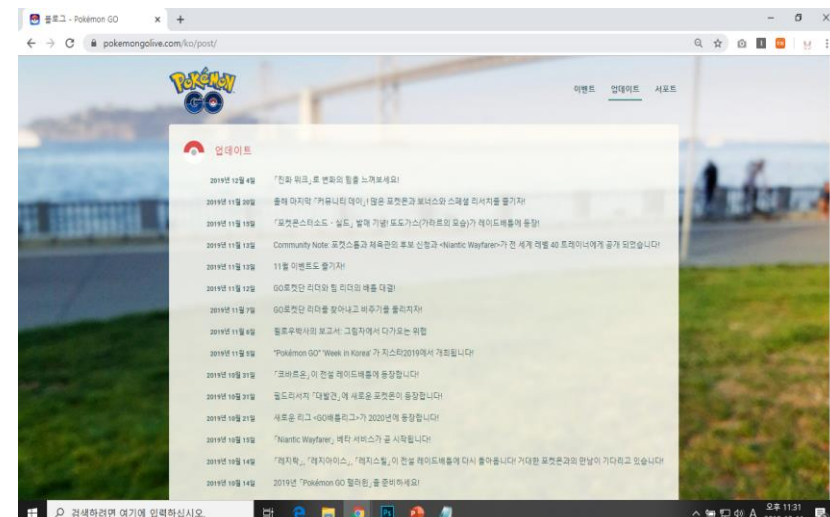 블로그 - Pokémon GO
pokemongolive.com/ko/post/
POKÉMON GO
이벤트 업데이트 서포트
업데이트
2019년 12월 4일 「진화 위크」로 변화의 힘을 느껴보세요!
2019년 11월 20일 올해 마지막 「커뮤니티 데이」! 많은 포켓몬과 보너스와 스페셜 리서치를 즐기자!
2019년 11월 15일 「포켓몬스터소드・실드」 발매 기념! 또도가스(가라르의 모습)가 레이드배틀에 등장!
2019년 11월 13일 Community Note: 포켓스톱과 체육관의 후보 신청과 <Niantic Wayfarer>가 전 세계 레벨 40 트레이너에게 공개 되었습니다!
2019년 11월 12일 11월 이벤트도 즐기자!
2019년 11월 12일 GO로켓단 리더와 팀 리더의 배틀 대결!
2019년 11월 7일 GO로켓단 리더를 찾아내고 비주기를 물리치자!
2019년 11월 6일 윌로우박사의 보고서: 그림자에서 다가오는 위협
2019년 11월 5일 "Pokémon GO" 'Week in Korea' 가 지스타2019에서 개최됩니다!
2019년 10월 31일 「코바르온」이 전설 레이드배틀에 등장합니다!
2019년 10월 31일 필드리서치 「대발견」에 새로운 포켓몬이 등장합니다!
2019년 10월 21일 새로운 리그 <GO배틀리그>가 2020년에 등장합니다!
2019년 10월 15일 「Niantic Wayfarer」 베타 서비스가 곧 시작됩니다!
2019년 10월 14일 「레지락」, 「레지아이스」, 「레지스틸」이 전설 레이드배틀에 다시 돌아옵니다! 거대한 포켓몬과의 만남이 기다리고 있습니다!
2019년 10월 14일 2019년 「Pokémon GO 핼러윈」을 준비하세요!
검색하려면 여기에 입력하십시오.
A 오후 11:31